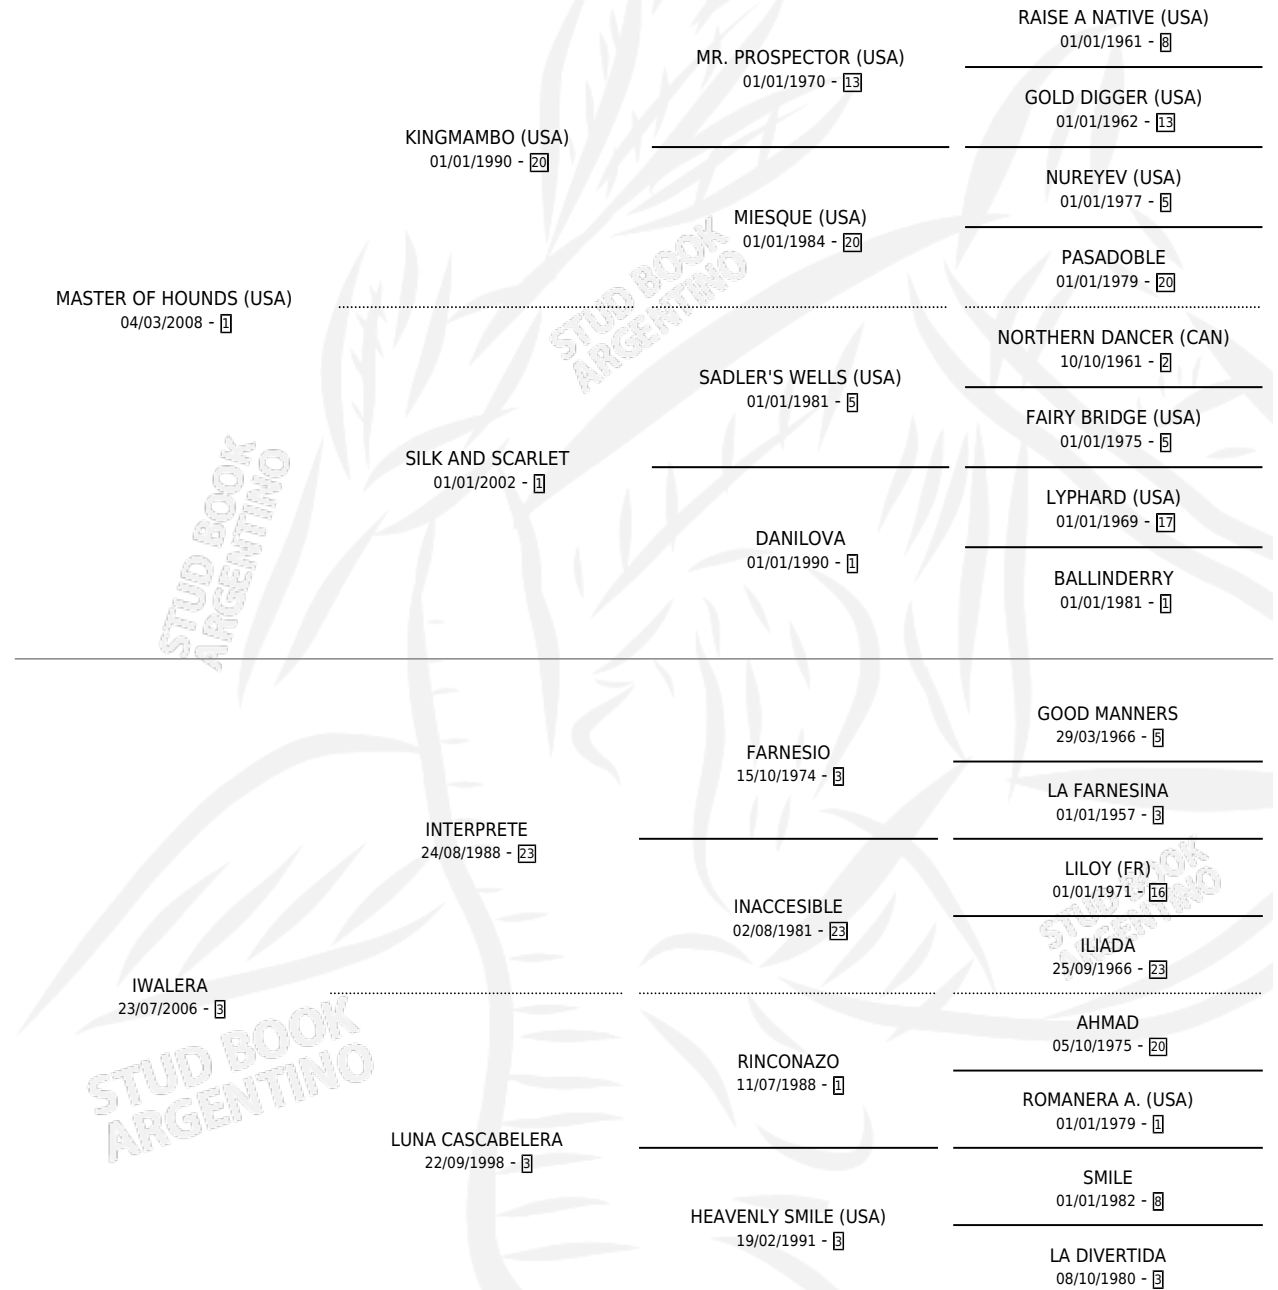 RAISE A NATIVE (USA)
01/01/1961 - 8
MR. PROSPECTOR (USA)
01/01/1970 - 13
GOLD DIGGER (USA)
01/01/1962 - 13
KINGMAMBO (USA)
01/01/1990 - 20
NUREYEV (USA)
01/01/1977 - 5
MIESQUE (USA)
01/01/1984 - 20
PASADOBLE
01/01/1979 - 20
MASTER OF HOUNDS (USA)
04/03/2008 - 1
STUD BOOK
ARGENTINO
NORTHERN DANCER (CAN)
10/10/1961 - 2
SADLER'S WELLS (USA)
01/01/1981 - 5
FAIRY BRIDGE (USA)
01/01/1975 - 5
SILK AND SCARLET
01/01/2002 - 1
LYPHARD (USA)
01/01/1969 - 17
DANILOVA
01/01/1990 - 1
BALLINDERRY
01/01/1981 - 1
STUD BOOK
ARGENTINO
GOOD MANNERS
29/03/1966 - 5
FARNESIO
15/10/1974 - 3
LA FARNESINA
01/01/1957 - 3
INTERPRETE
24/08/1988 - 23
LILOY (FR)
01/01/1971 - 16
INACCESIBLE
02/08/1981 - 23
STUD BOOK
ARGENTINO
ILIADA
25/09/1966 - 23
IWALERA
23/07/2006 - 3
AHMAD
05/10/1975 - 20
RINCONAZO
11/07/1988 - 1
STUD BOOK
ARGENTINO
ROMANERA A. (USA)
01/01/1979 - 1
LUNA CASCABELERA
22/09/1998 - 3
SMILE
01/01/1982 - 8
HEAVENLY SMILE (USA)
19/02/1991 - 3
LA DIVERTIDA
08/10/1980 - 3